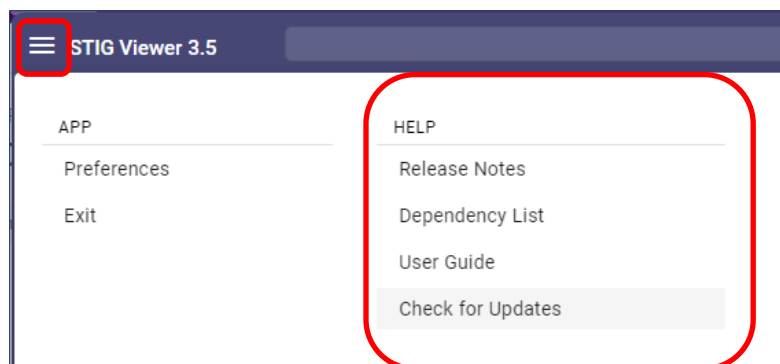 STIG Viewer 3.5
APP
Preferences
Exit
HELP
Release Notes
Dependency List
User Guide
Check for Updates